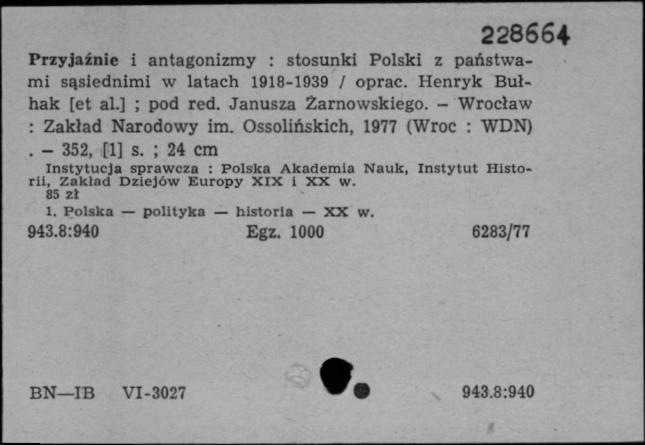 228664
Przyjaźnie i antagonizmy : stosunki Polski z państwa-
mi sąsiednimi w latach 1918-1939 / oprac. Henryk Buł-
hak [et al.] ; pod red. Janusza Żarnowskiego. – Wrocław
: Zakład Narodowy im. Ossolińskich, 1977 (Wroc : WDN)
. – 352, [1] s. ; 24 cm
Instytucja sprawcza : Polska Akademia Nauk, Instytut Histo-
rii, Zakład Dziejów Europy XIX i XX w.
85 zł
1. Polska — polityka — historia — XX w.
943.8:940 Egz. 1000 6283/77
BN—IB VI-3027 943.8:940